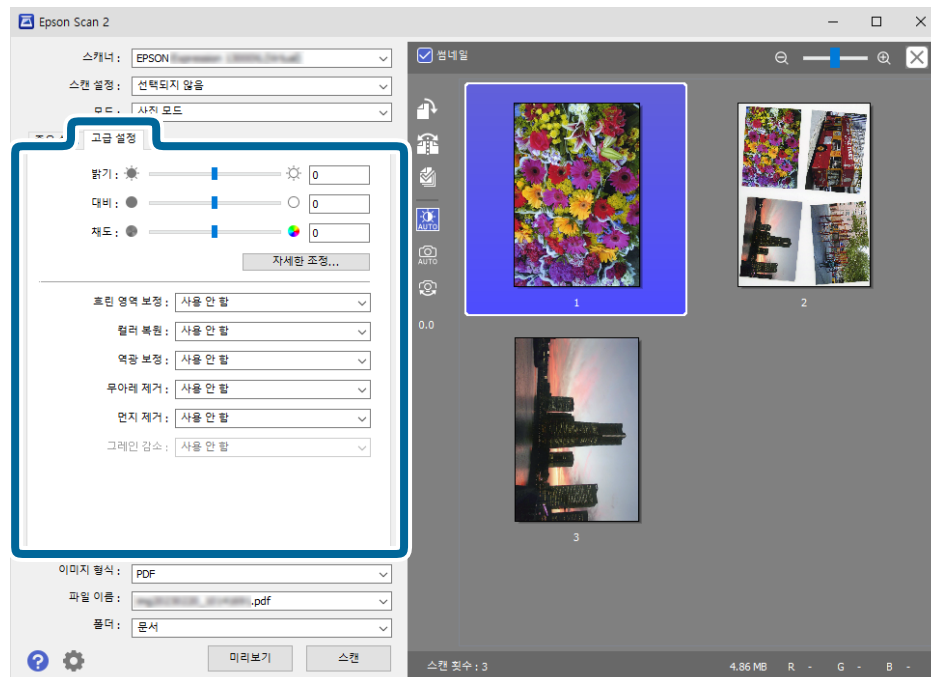 Epson Scan 2
스캐너 : EPSON
스캔 설정 : 선택되지 않음
모드 : 사진 모드
고급 설정
밝기 : 0
대비 : 0
채도 : 0
자세한 조정...
흐린 영역 보정 : 사용 안 함
컬러 복원 : 사용 안 함
역광 보정 : 사용 안 함
무아레 제거 : 사용 안 함
먼지 제거 : 사용 안 함
그레인 감소 : 사용 안 함
이미지 형식 : PDF
파일 이름 : .pdf
폴더 : 문서
미리보기 스캔
썸네일
AUTO
AUTO
0.0
1
2
3
스캔 횟수 : 3 4.86 MB R - G - B -